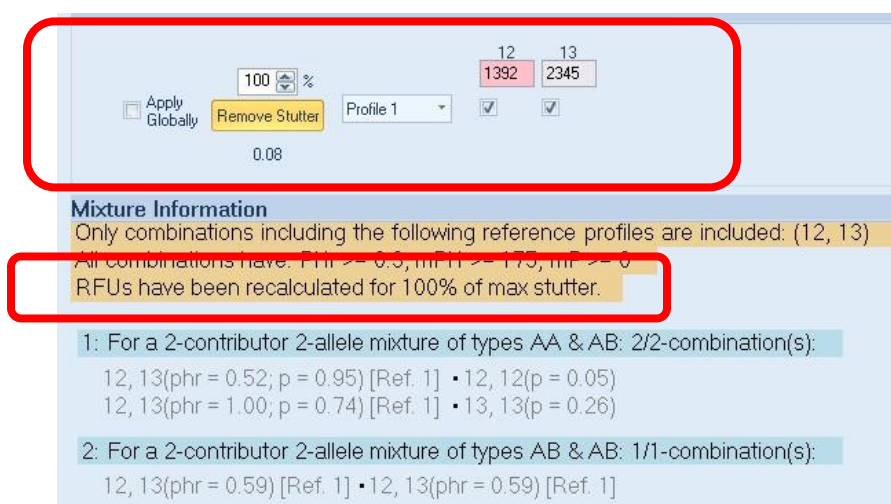 12 13
100 %
1392 2345
Apply
Globally
Remove Stutter
Profile 1
0.08
Mixture Information
Only combinations including the following reference profiles are included: (12, 13)
All combinations have: PHr >= 0.3, mPH >= 175, mP >= 0
RFUs have been recalculated for 100% of max stutter.
1: For a 2-contributor 2-allele mixture of types AA & AB: 2/2-combination(s):
12, 13(phr = 0.52; p = 0.95) [Ref. 1] ▪ 12, 12(p = 0.05)
12, 13(phr = 1.00; p = 0.74) [Ref. 1] ▪ 13, 13(p = 0.26)
2: For a 2-contributor 2-allele mixture of types AB & AB: 1/1-combination(s):
12, 13(phr = 0.59) [Ref. 1] ▪ 12, 13(phr = 0.59) [Ref. 1]